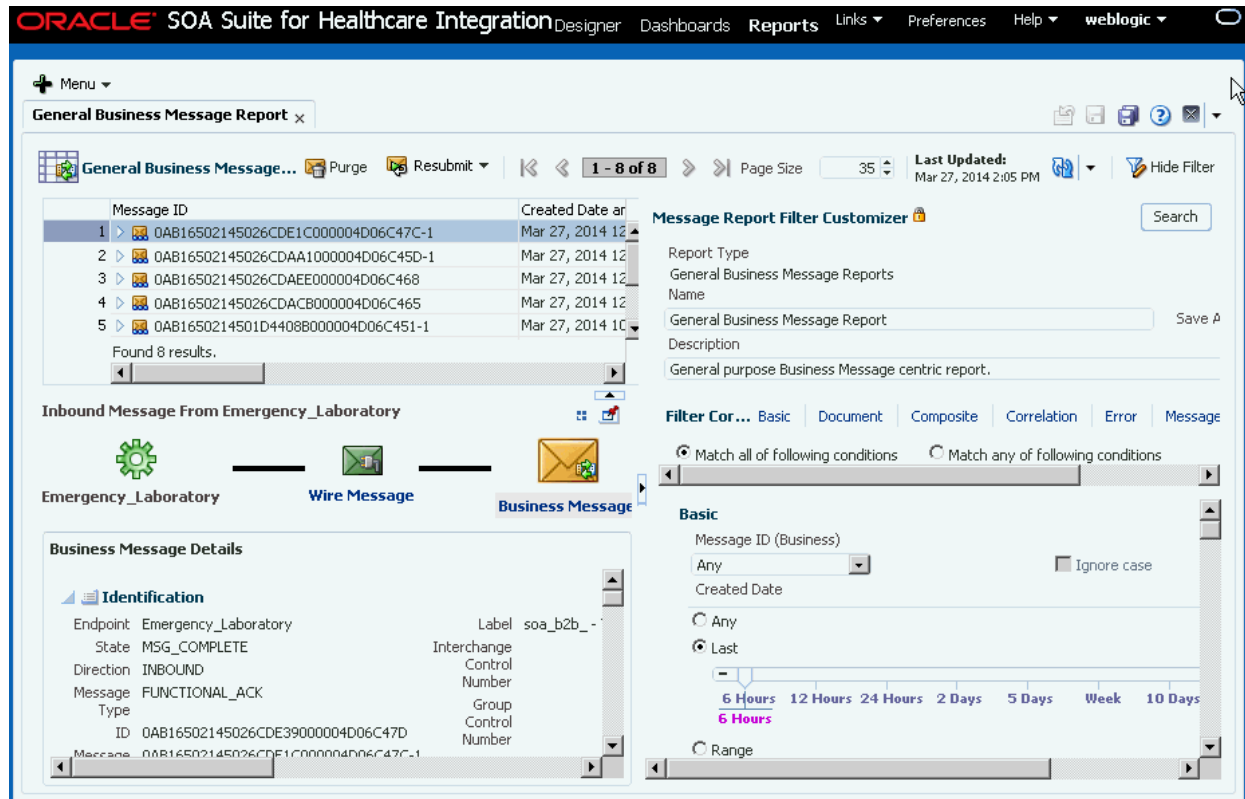 ORACLE SOA Suite for Healthcare Integration Designer Dashboards Reports Links Preferences Help weblogic
Menu
General Business Message Report x
General Business Message... Purge Resubmit 1 - 8 of 8 Page Size 35 Last Updated: Mar 27, 2014 2:05 PM Hide Filter
Message ID Created Date ar
1 0AB16502145026CDE1C000004D06C47C-1 Mar 27, 2014 12
2 0AB16502145026CDAA1000004D06C45D-1 Mar 27, 2014 12
3 0AB16502145026CDAEE000004D06C468 Mar 27, 2014 12
4 0AB16502145026CDACB000004D06C465 Mar 27, 2014 12
5 0AB1650214501D4408B000004D06C451-1 Mar 27, 2014 10
Found 8 results.
Inbound Message From Emergency_Laboratory
Emergency_Laboratory
Wire Message
Business Message
Business Message Details
Identification
Endpoint Emergency_Laboratory
State MSG_COMPLETE
Direction INBOUND
Message Type FUNCTIONAL_ACK
ID 0AB16502145026CDE39000004D06C47D
Message 0AB16502145026CDE1C000004D06C47C-1
Label soa_b2b_ -
Interchange Control Number
Group Control Number
Message Report Filter Customizer Search
Report Type
General Business Message Reports
Name
General Business Message Report Save A
Description
General purpose Business Message centric report.
Filter Cor... Basic Document Composite Correlation Error Message
Match all of following conditions Match any of following conditions
Basic
Message ID (Business)
Any Ignore case
Created Date
Any
Last
6 Hours 12 Hours 24 Hours 2 Days 5 Days Week 10 Days
6 Hours
Range